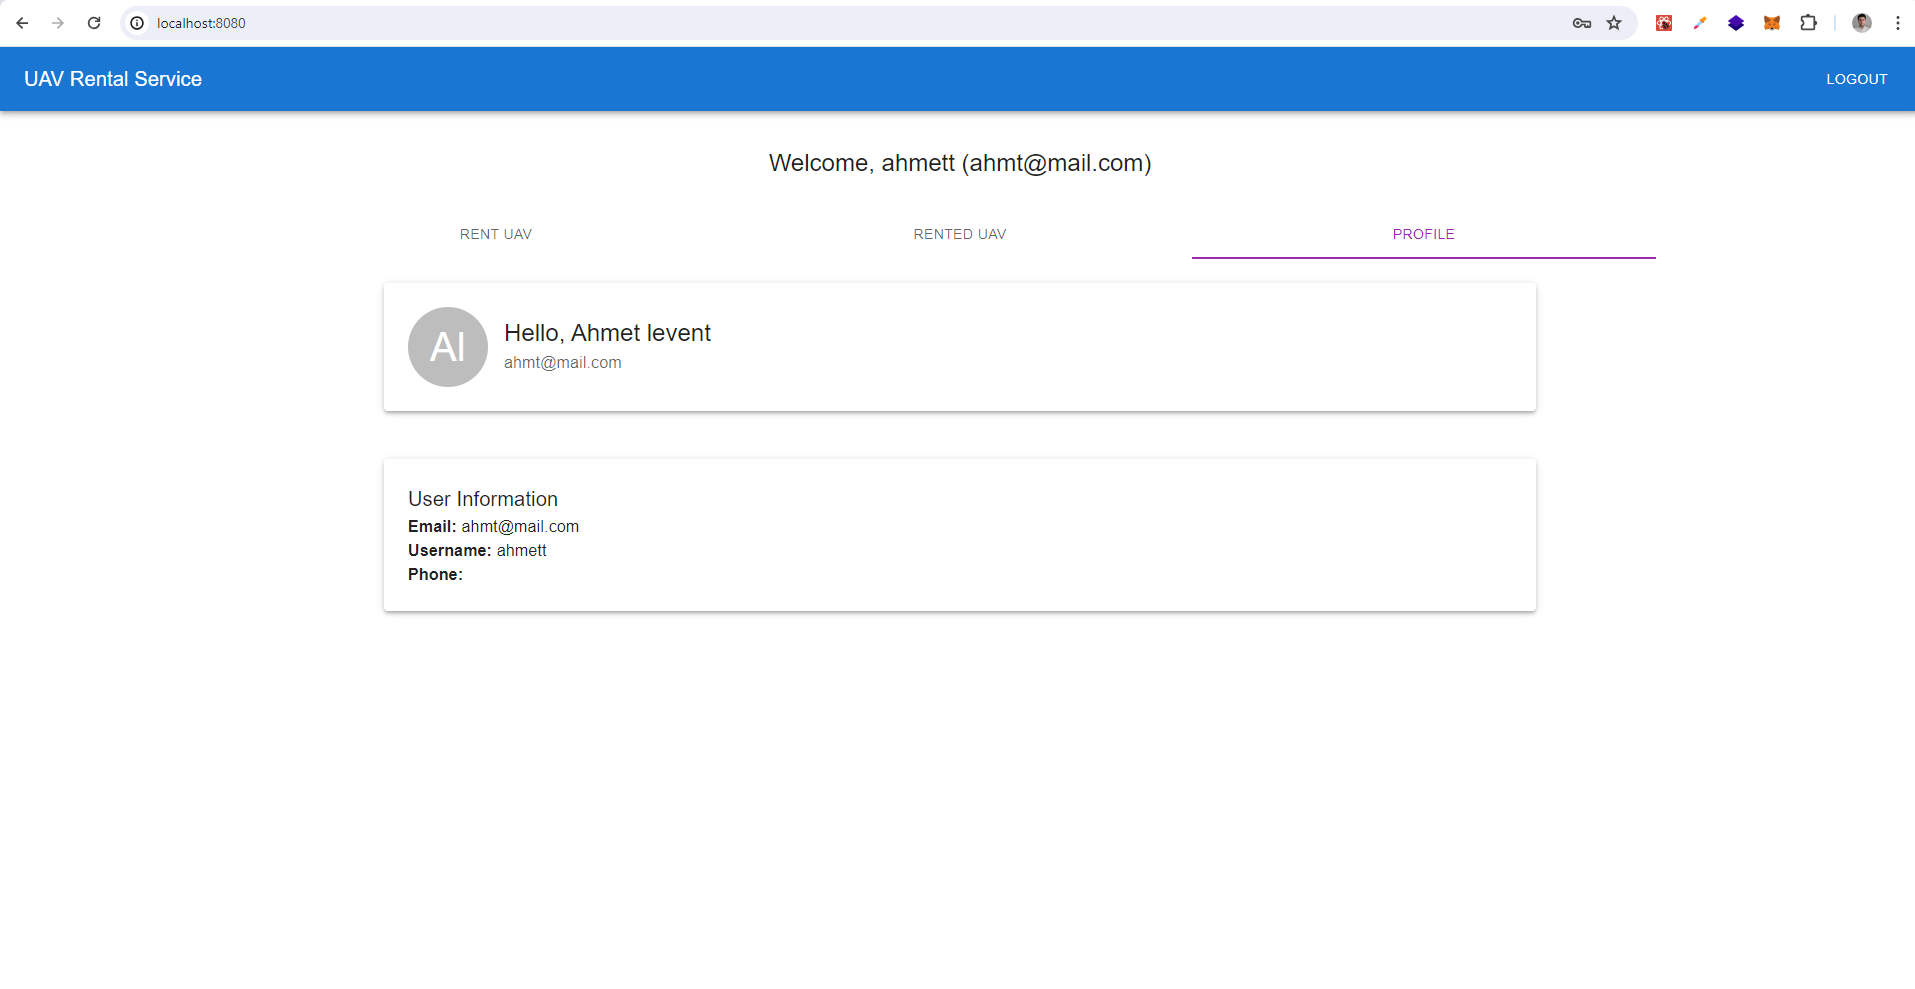 localhost:8080
UAV Rental Service
LOGOUT
Welcome, ahmett (ahmt@mail.com)
RENT UAV
RENTED UAV
PROFILE
Al
Hello, Ahmet levent
ahmt@mail.com
User Information
Email: ahmt@mail.com
Username: ahmett
Phone: